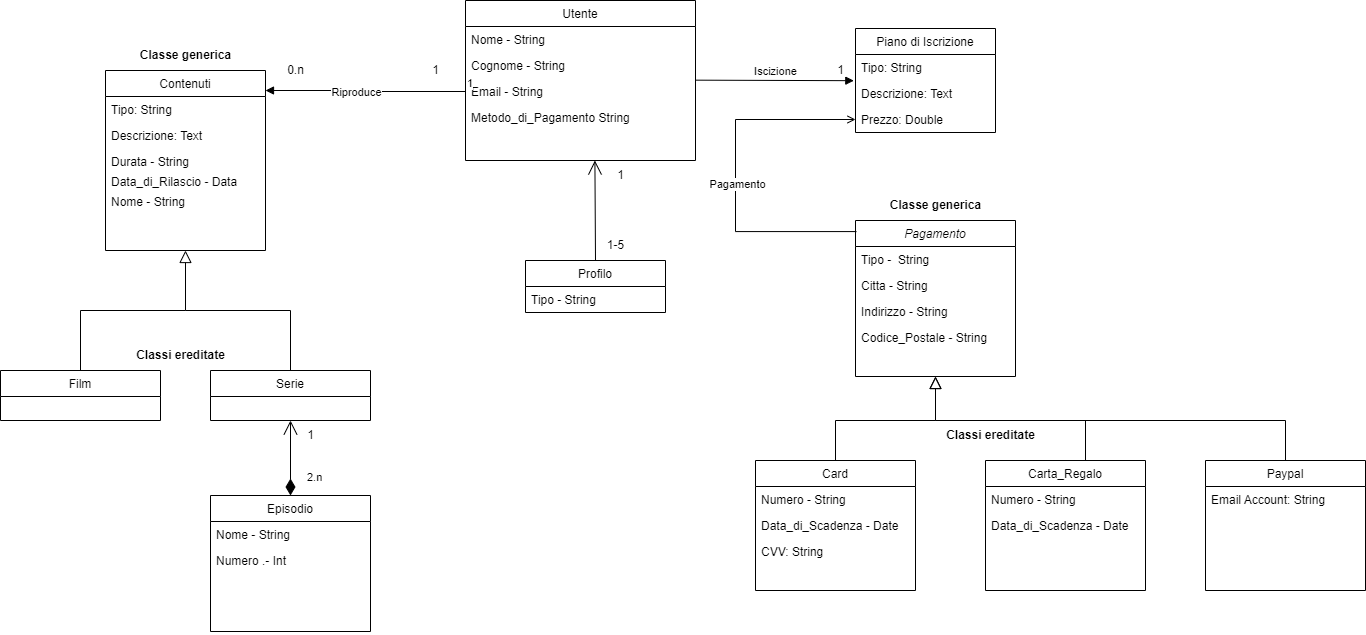 Utente
Nome - String
Cognome - String
Email - String
Metodo_di_Pagamento String
Classe generica
Contenuti
Tipo: String
Descrizione: Text
Durata - String
Data_di_Rilascio - Data
Nome - String
0.n
Riproduce
1
1
Iscizione
1
Piano di Iscrizione
Tipo: String
Descrizione: Text
Prezzo: Double
Pagamento
1
1-5
Profilo
Tipo - String
Classe generica
Pagamento
Tipo - String
Citta - String
Indirizzo - String
Codice_Postale - String
Classi ereditate
Film
Serie
1
2.n
Episodio
Nome - String
Numero .- Int
Classi ereditate
Card
Numero - String
Data_di_Scadenza - Date
CVV: String
Carta_Regalo
Numero - String
Data_di_Scadenza - Date
Paypal
Email Account: String